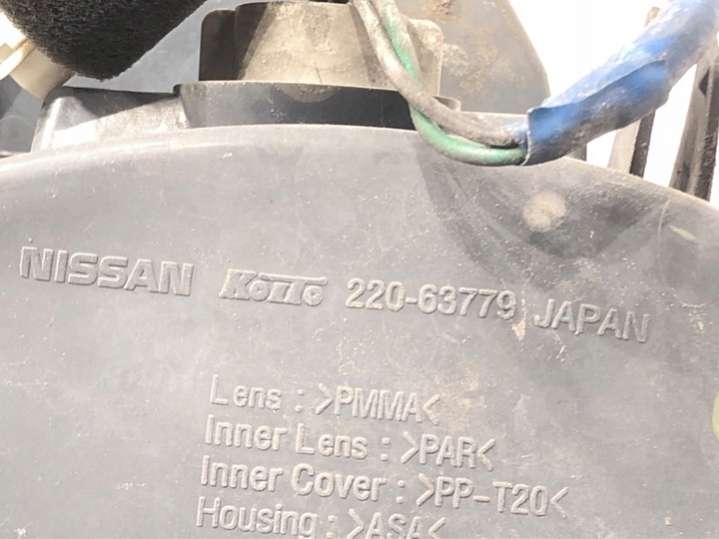 NISSAN KOITO 220-63779 JAPAN
Lens : >PMMA<
Inner Lens : >PAR<
Inner Cover : >PP-T20<
Housing : >ASA<